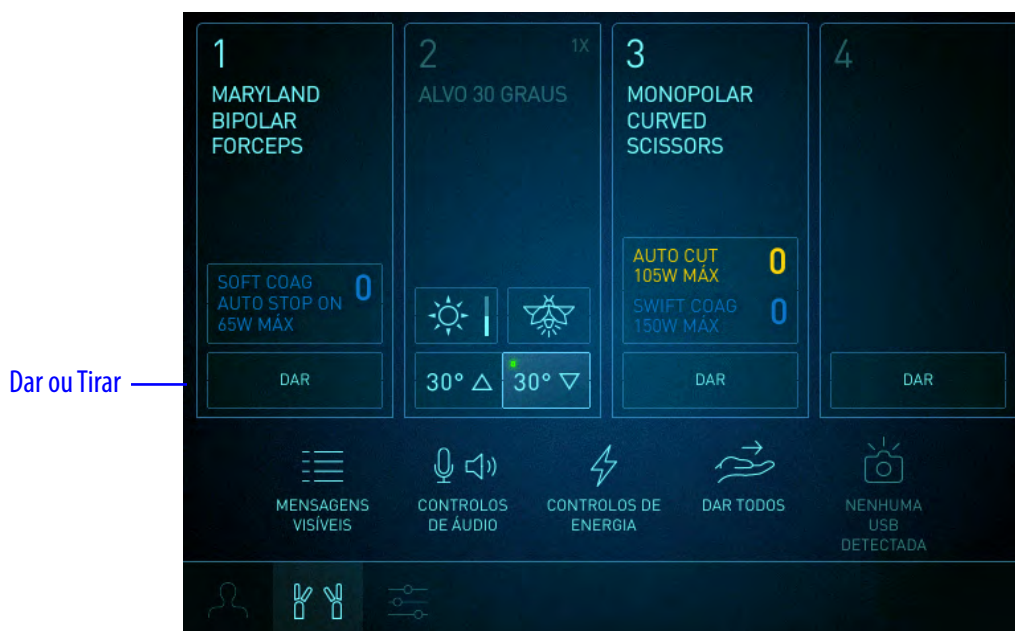 1
MARYLAND
BIPOLAR
FORCEPS
SOFT COAG 0
AUTO STOP ON
65W MÁX
DAR
2 1X
ALVO 30 GRAUS
30° △ 30° ▽
3
MONOPOLAR
CURVED
SCISSORS
AUTO CUT 0
105W MÁX
SWIFT COAG 0
150W MÁX
DAR
4
DAR
Dar ou Tirar
MENSAGENS
VISÍVEIS
CONTROLOS
DE ÁUDIO
CONTROLOS DE
ENERGIA
DAR TODOS
NENHUMA
USB
DETECTADA